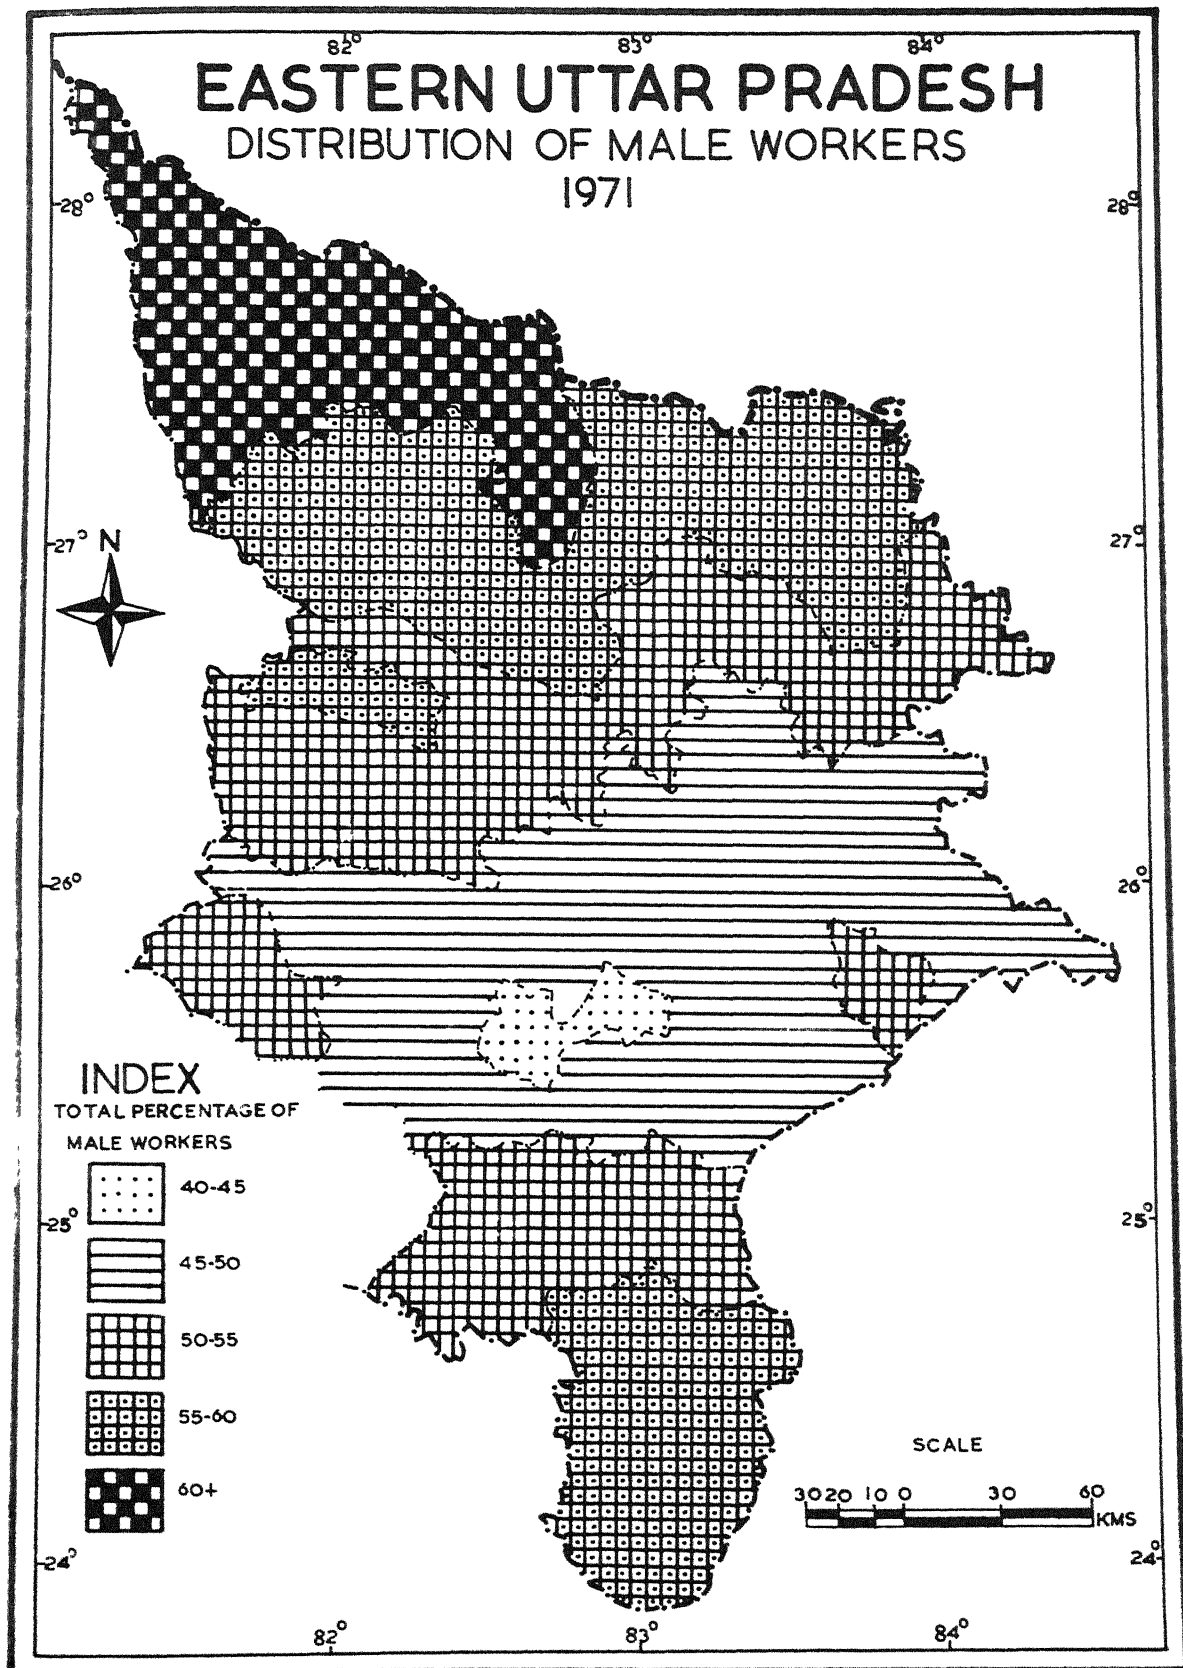 82° 83° 84°
EASTERN UTTAR PRADESH
DISTRIBUTION OF MALE WORKERS
1971
28° 28°
N
27° 27°
26° 26°
INDEX
TOTAL PERCENTAGE OF
MALE WORKERS
40-45
25° 25°
45-50
50-55
55-60
60+
SCALE
30 20 10 0 30 60
KMS
24° 24°
82° 83° 84°